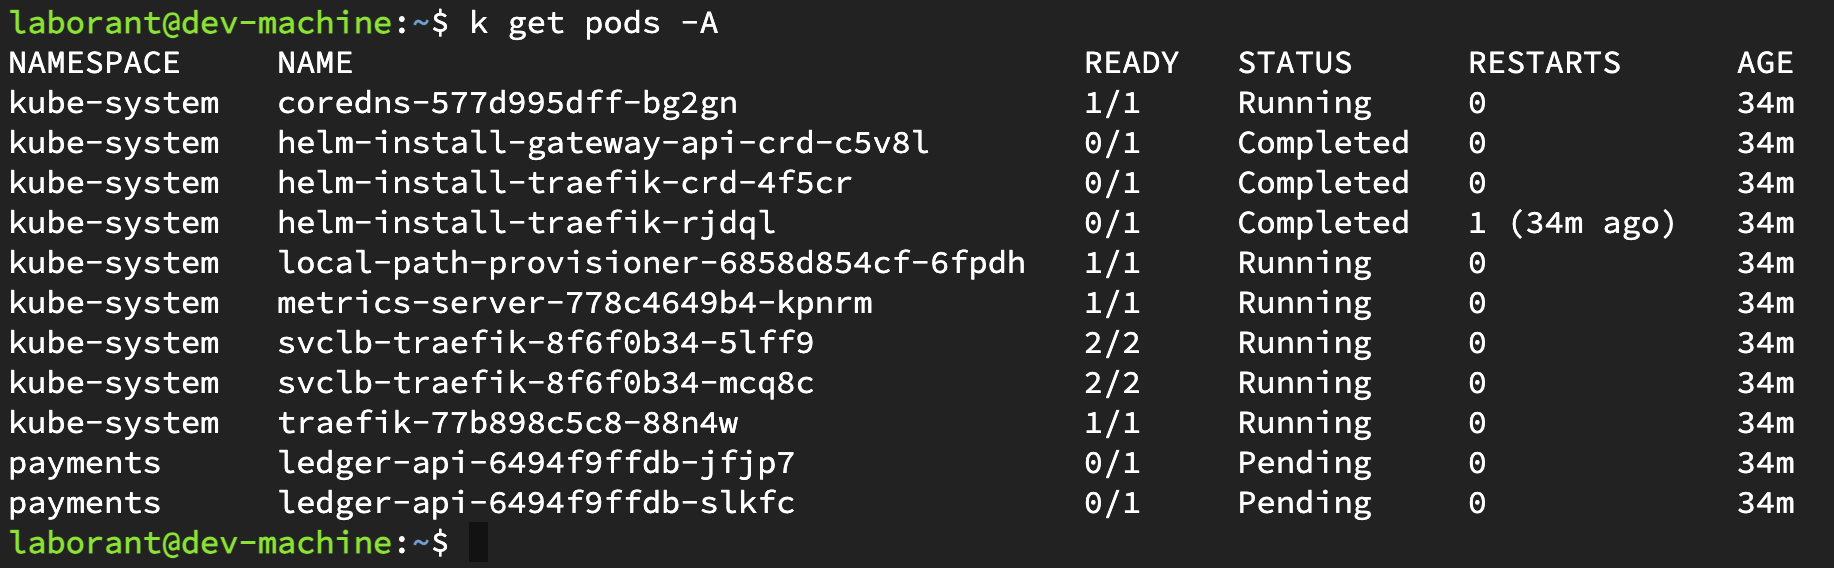 laborant@dev-machine:~$ k get pods -A
NAMESPACE     NAME                                      READY   STATUS      RESTARTS      AGE
kube-system   coredns-577d995dff-bg2gn                  1/1     Running     0             34m
kube-system   helm-install-gateway-api-crd-c5v8l        0/1     Completed   0             34m
kube-system   helm-install-traefik-crd-4f5cr            0/1     Completed   0             34m
kube-system   helm-install-traefik-rjdql                0/1     Completed   1 (34m ago)   34m
kube-system   local-path-provisioner-6858d854cf-6fpdh   1/1     Running     0             34m
kube-system   metrics-server-778c4649b4-kpnrm           1/1     Running     0             34m
kube-system   svclb-traefik-8f6f0b34-5lff9              2/2     Running     0             34m
kube-system   svclb-traefik-8f6f0b34-mcq8c              2/2     Running     0             34m
kube-system   traefik-77b898c5c8-88n4w                  1/1     Running     0             34m
payments      ledger-api-6494f9ffdb-jfjp7               0/1     Pending     0             34m
payments      ledger-api-6494f9ffdb-slkfc               0/1     Pending     0             34m
laborant@dev-machine:~$